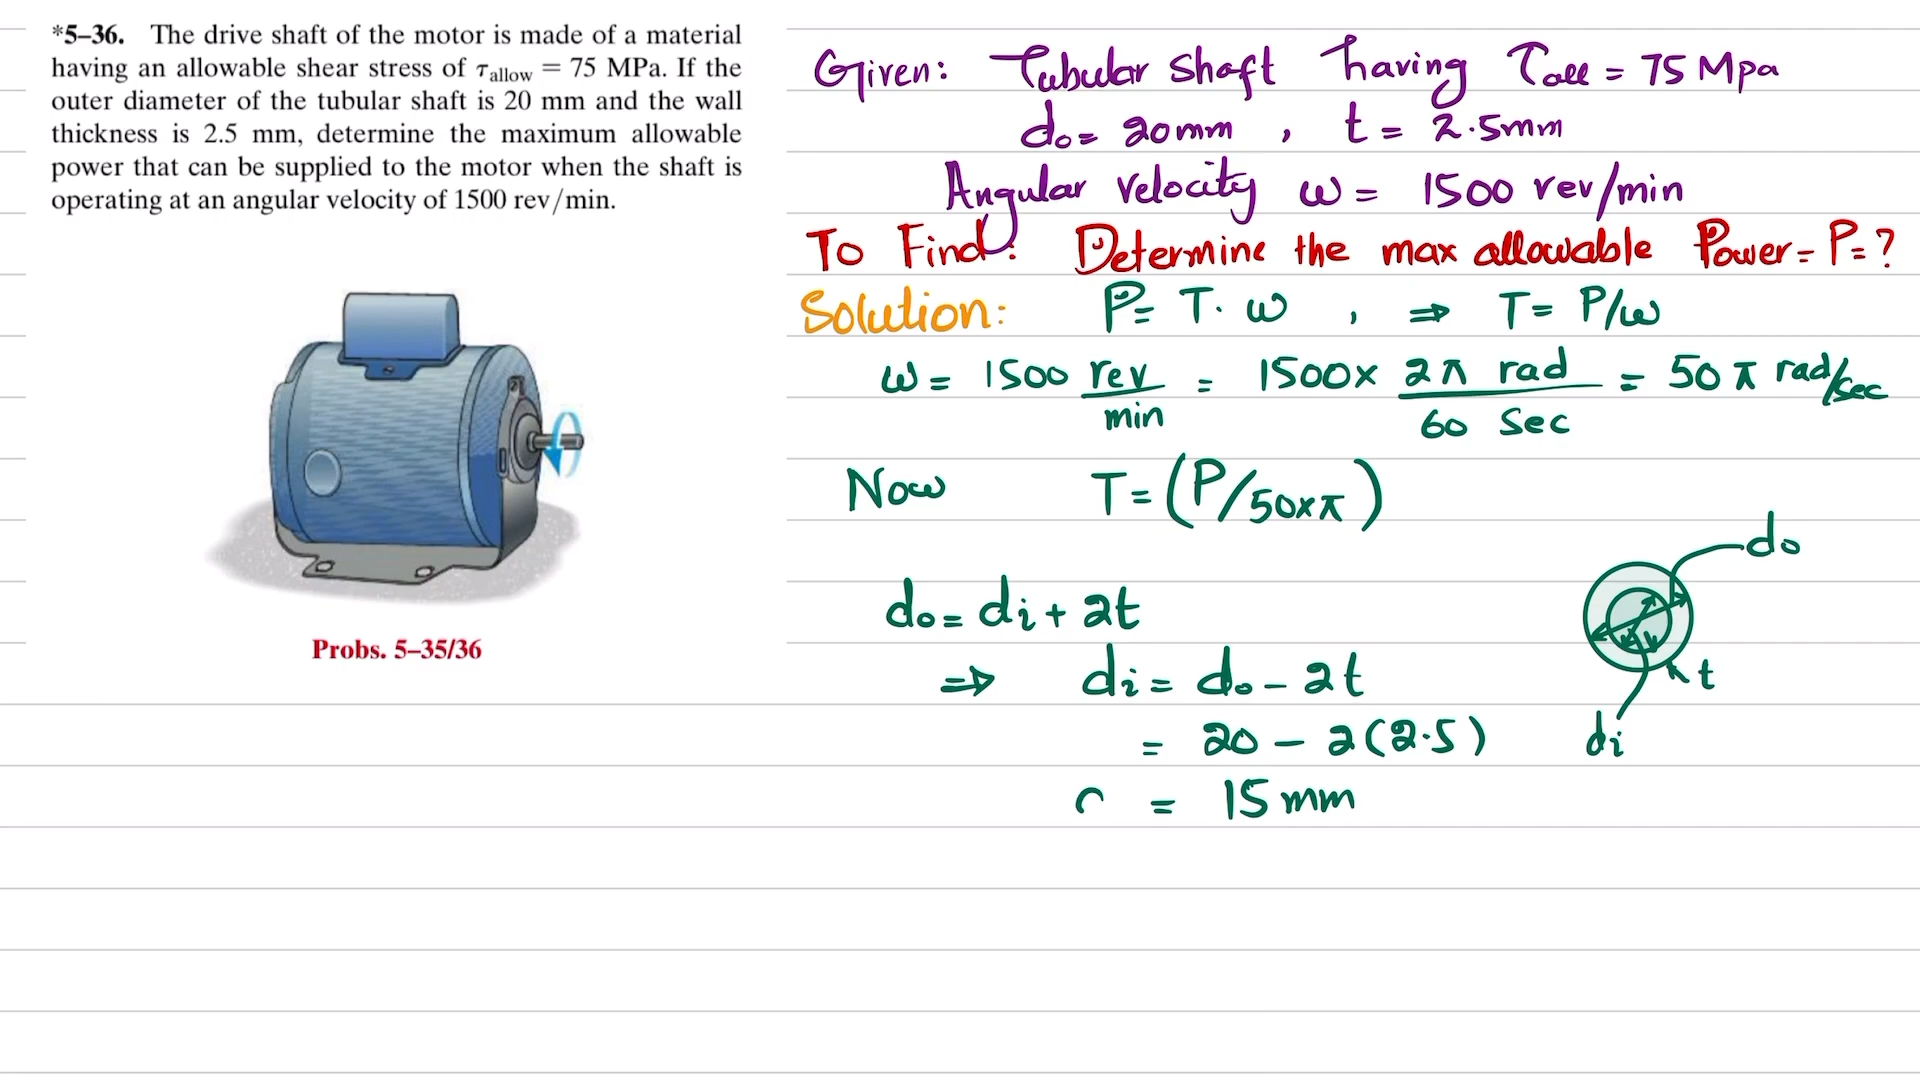 *5–36. The drive shaft of the motor is made of a material
having an allowable shear stress of τallow = 75 MPa. If the
outer diameter of the tubular shaft is 20 mm and the wall
thickness is 2.5 mm, determine the maximum allowable
power that can be supplied to the motor when the shaft is
operating at an angular velocity of 1500 rev/min.
Probs. 5–35/36
Given: Tubular shaft having τall = 75 Mpa
do = 20mm , t = 2.5mm
Angular velocity ω = 1500 rev/min
To Find: Determine the max allowable Power = P = ?
Solution: P = T. ω , ⇒ T = P/ω
ω = 1500 rev/min = 1500 x 2π rad / 60 Sec = 50 π rad/sec
Now T = (P/50xπ)
do = di + 2t
⇒ di = do - 2t
= 20 - 2(2.5)
= 15 mm
do
t
di